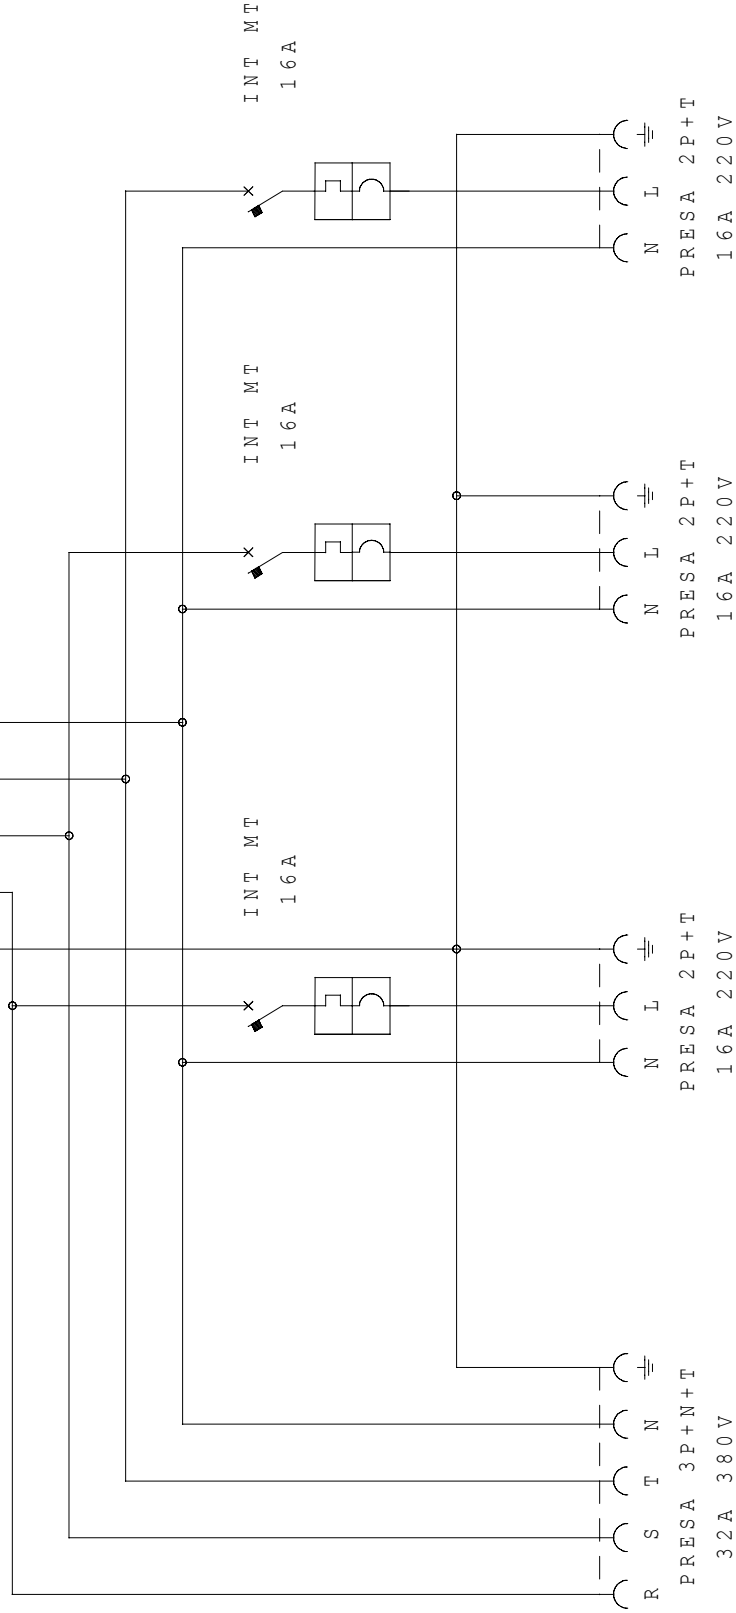 R
S
T
N
PRESA 3P+N+T
32A 380V
INT MT
16A
N
L
PRESA 2P+T
16A 220V
INT MT
16A
N
L
PRESA 2P+T
16A 220V
INT MT
16A
N
L
PRESA 2P+T
16A 220V